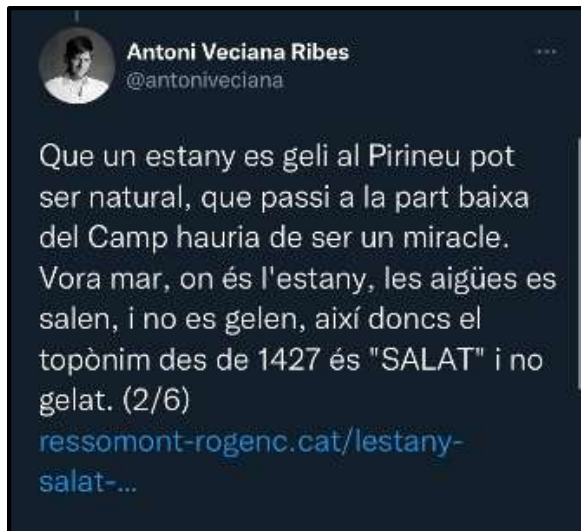 Antoni Veciana Ribes
@antoniveciana
Que un estany es geli al Pirineu pot
ser natural, que passi a la part baixa
del Camp hauria de ser un miracle.
Vora mar, on és l'estany, les aigües es
salen, i no es gelen, així doncs el
topònim des de 1427 és "SALAT" i no
gelat. (2/6)
ressomont-rogenc.cat/lestany-
salat-...